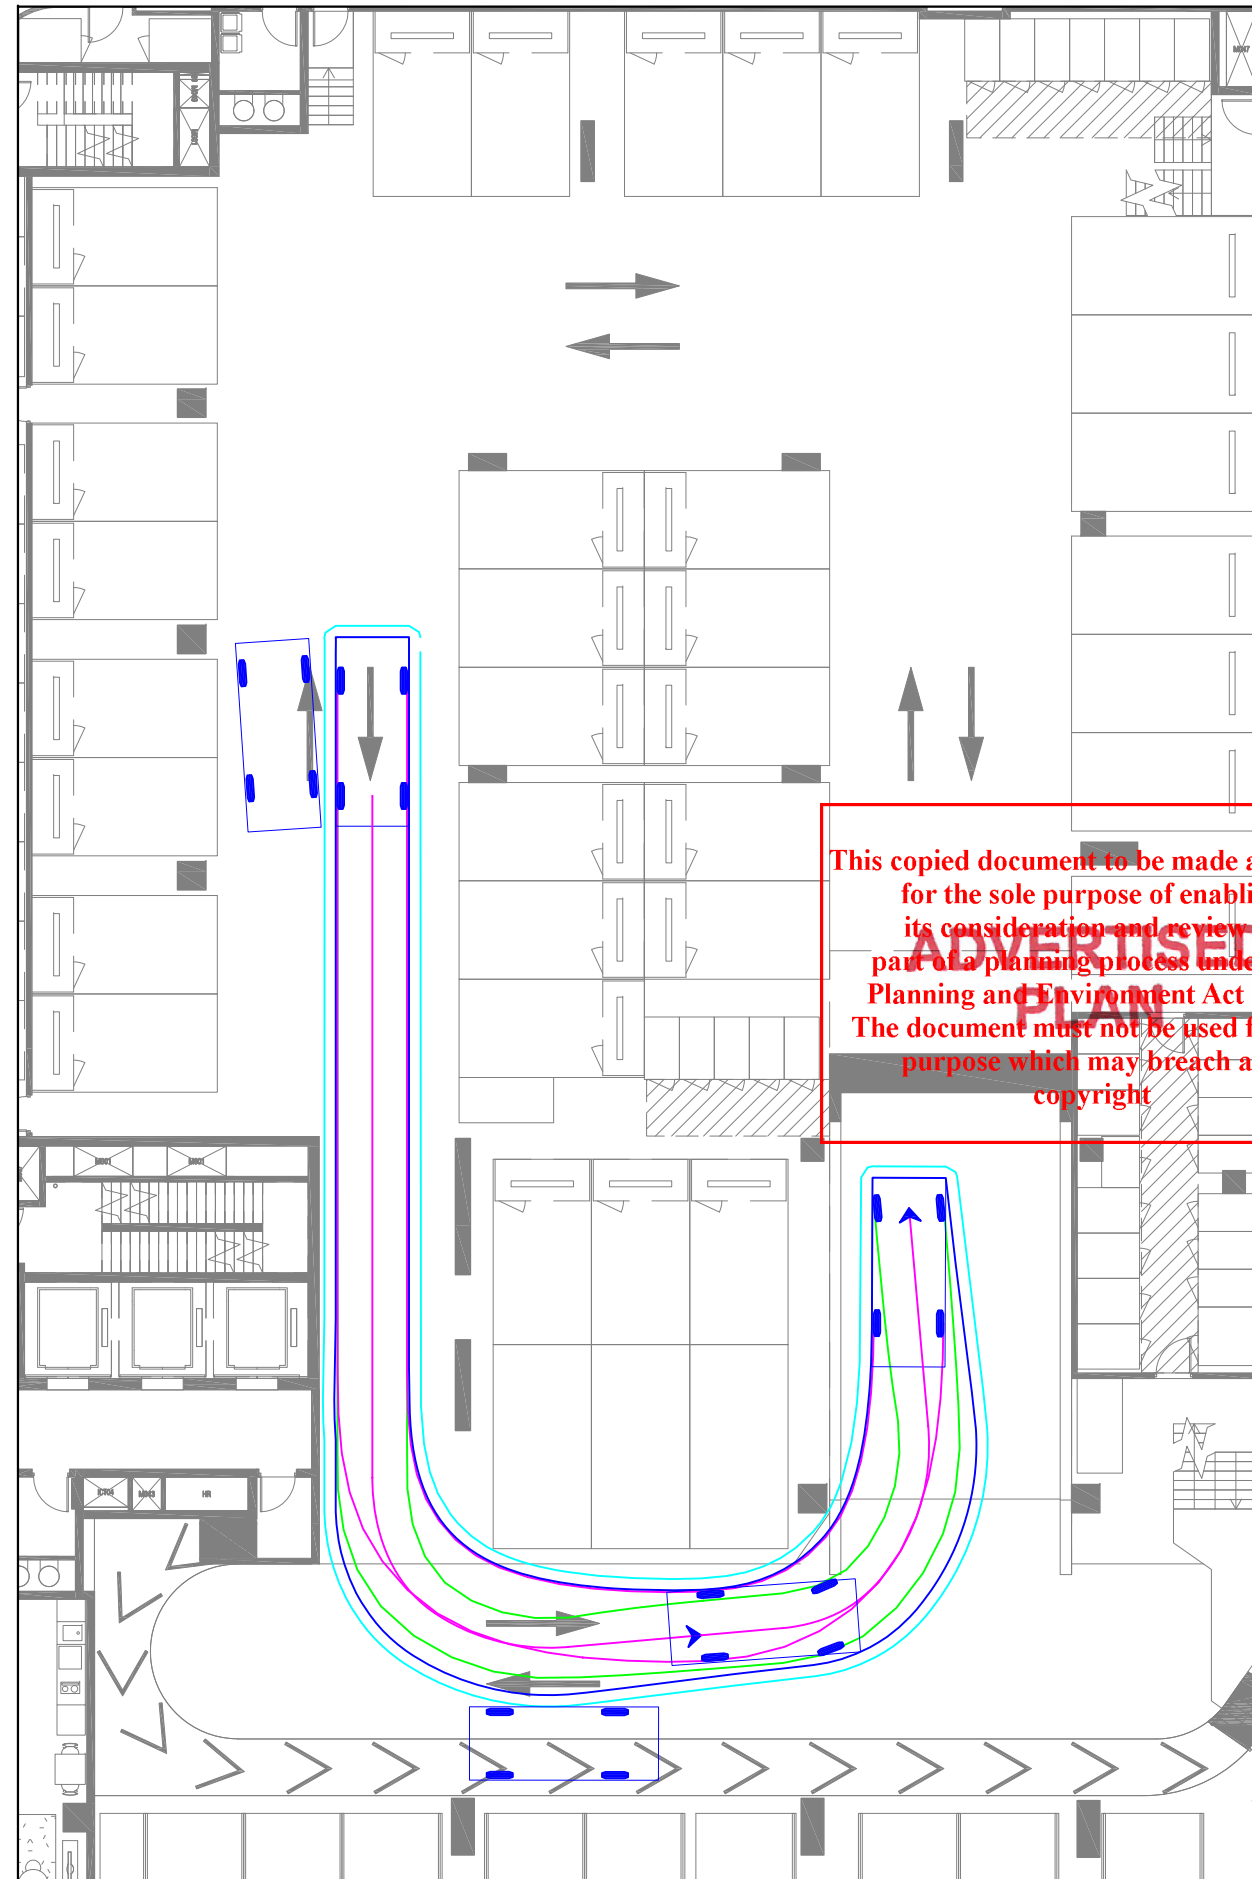 This copied document to be made a
for the sole purpose of enabli
its consideration and review
part of a planning process unde
Planning and Environment Act
The document must not be used f
purpose which may breach a
copyright
ADVERTISED
PLAN
HR